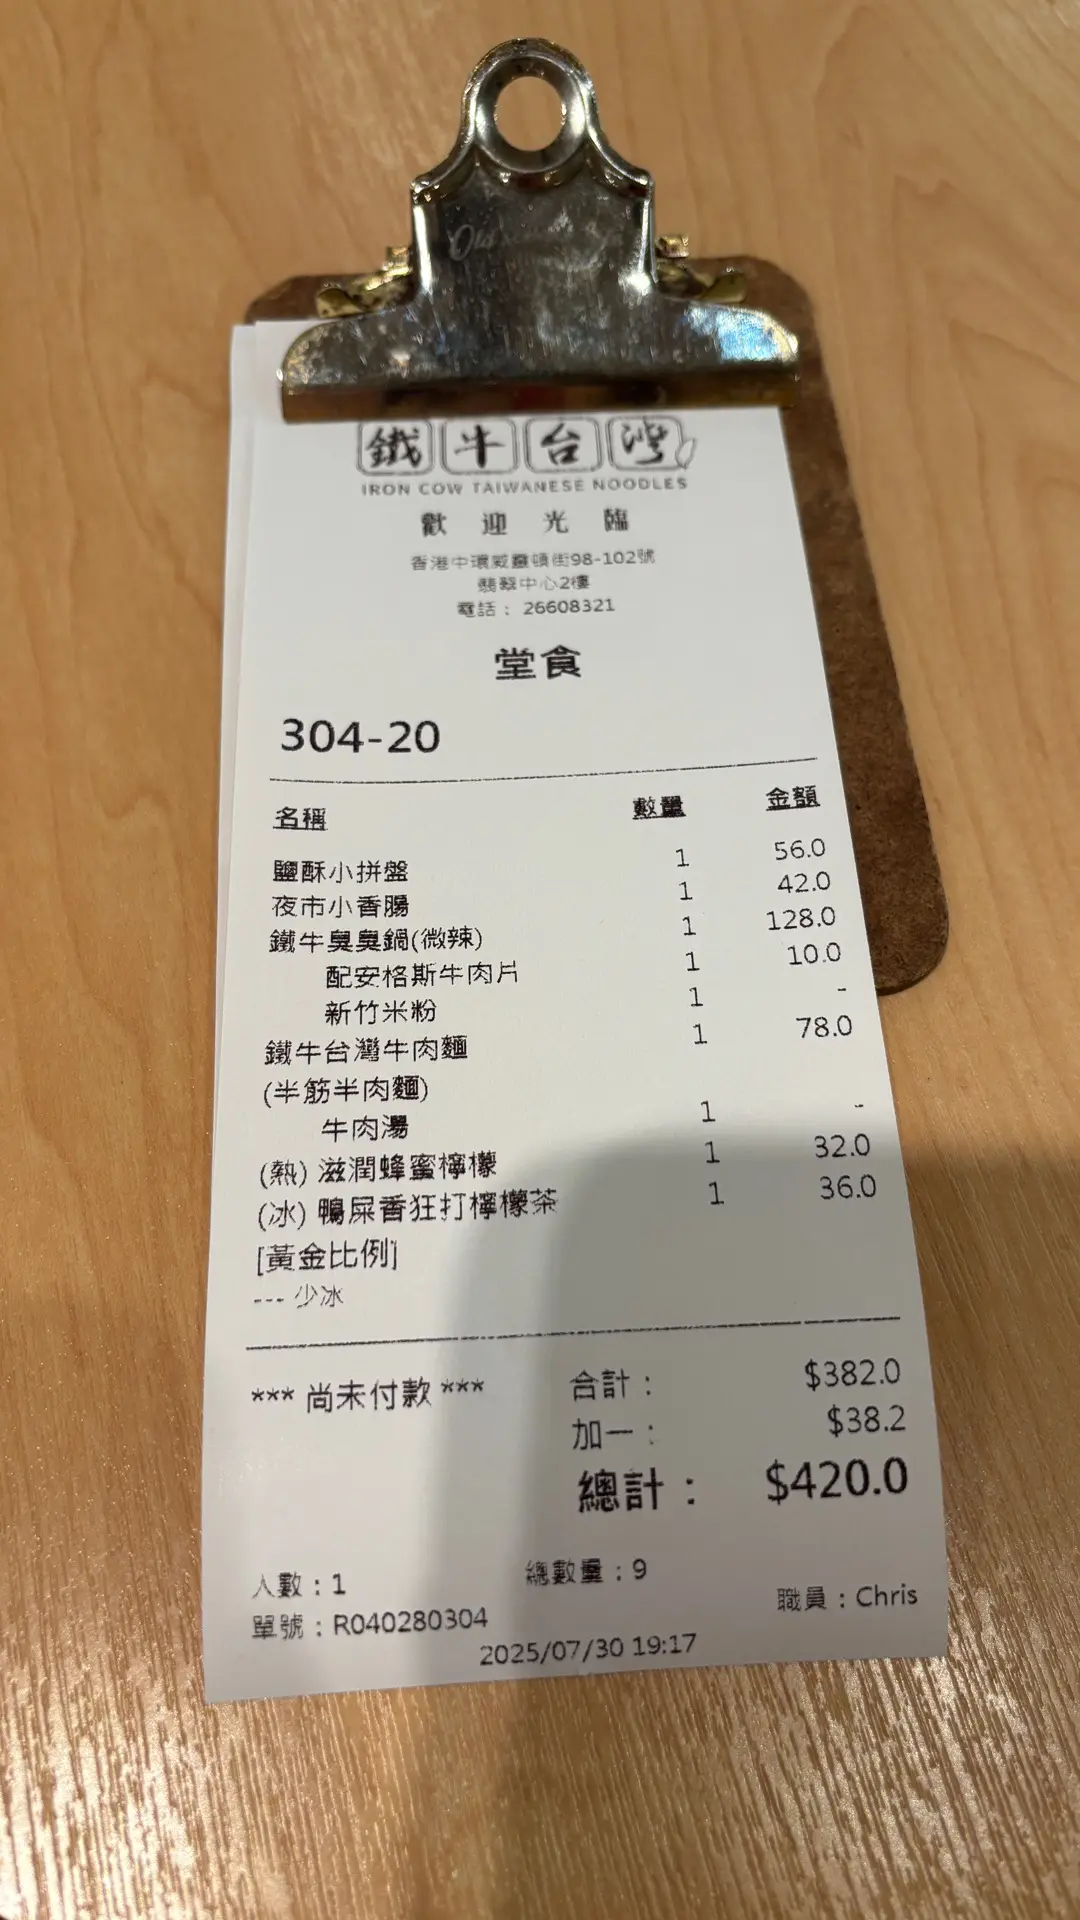 鐵牛台灣
IRON COW TAIWANESE NOODLES
歡 迎 光 臨
香港中環威靈頓街98-102號
翡翠中心2樓
電話： 26608321
堂食
304-20
名稱 數量 金額
鹽酥小拼盤 1 56.0
夜市小香腸 1 42.0
鐵牛臭臭鍋(微辣) 1 128.0
配安格斯牛肉片 1 10.0
新竹米粉 1 -
鐵牛台灣牛肉麵 1 78.0
(半筋半肉麵)
牛肉湯 1 -
(熱) 滋潤蜂蜜檸檬 1 32.0
(冰) 鴨屎香狂打檸檬茶 1 36.0
[黃金比例]
--- 少冰
*** 尚未付款 *** 合計： $382.0
加一： $38.2
總計： $420.0
人數：1 總數量：9
單號：R040280304 職員：Chris
2025/07/30 19:17